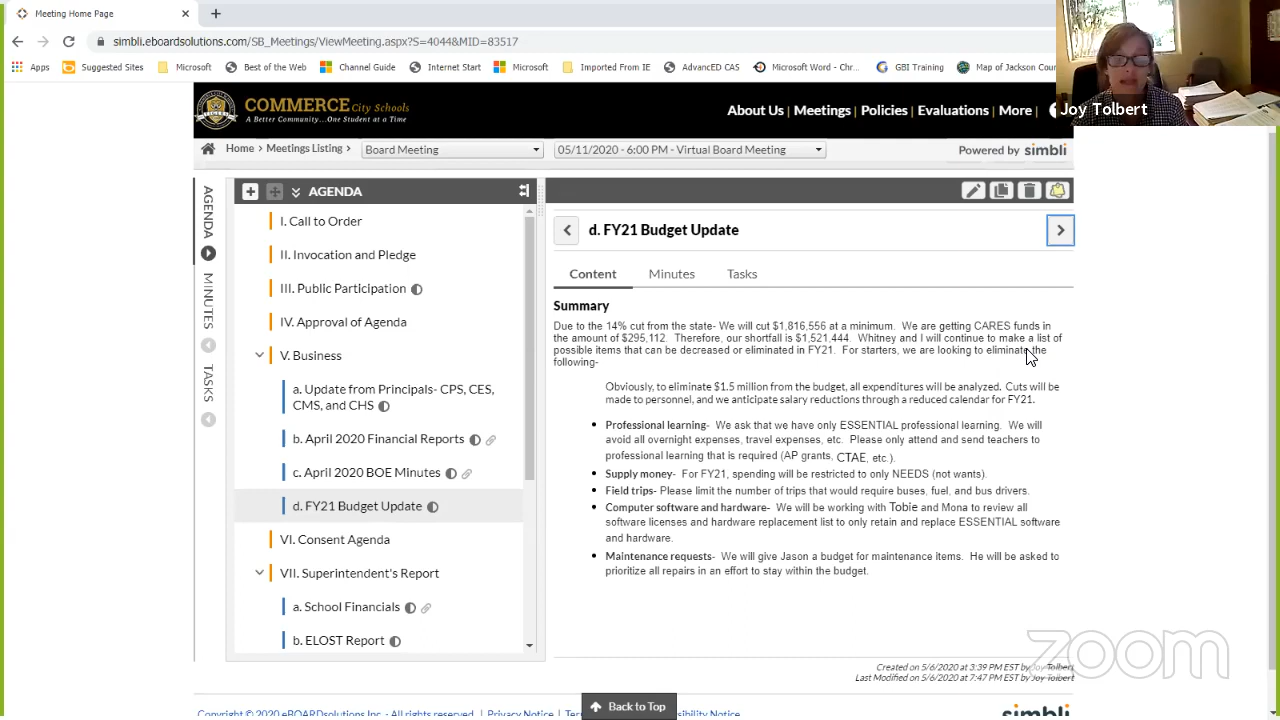 Meeting Home Page
simbli.eboardsolutions.com/SB_Meetings/ViewMeeting.aspx?S=4044&MID=83517
Apps Suggested Sites Microsoft Best of the Web Channel Guide Internet Start Microsoft Imported From IE AdvancED CAS Microsoft Word - Chr... GBI Training Map of Jackson Cou
Joy Tolbert
COMMERCE City Schools
A Better Community...One Student at a Time
About Us | Meetings | Policies | Evaluations | More |
Home > Meetings Listing > Board Meeting 05/11/2020 - 6:00 PM - Virtual Board Meeting Powered by simbli
AGENDA
MINUTES
TASKS
AGENDA
I. Call to Order
II. Invocation and Pledge
III. Public Participation
IV. Approval of Agenda
V. Business
a. Update from Principals- CPS, CES,
CMS, and CHS
b. April 2020 Financial Reports
c. April 2020 BOE Minutes
d. FY21 Budget Update
VI. Consent Agenda
VII. Superintendent's Report
a. School Financials
b. ELOST Report
d. FY21 Budget Update
Content Minutes Tasks
Summary
Due to the 14% cut from the state- We will cut $1,816,556 at a minimum. We are getting CARES funds in
the amount of $295,112. Therefore, our shortfall is $1,521,444. Whitney and I will continue to make a list of
possible items that can be decreased or eliminated in FY21. For starters, we are looking to eliminate the
following-
Obviously, to eliminate $1.5 million from the budget, all expenditures will be analyzed. Cuts will be
made to personnel, and we anticipate salary reductions through a reduced calendar for FY21.
• Professional learning- We ask that we have only ESSENTIAL professional learning. We will
avoid all overnight expenses, travel expenses, etc. Please only attend and send teachers to
professional learning that is required (AP grants, CTAE, etc.).
• Supply money- For FY21, spending will be restricted to only NEEDS (not wants).
• Field trips- Please limit the number of trips that would require buses, fuel, and bus drivers.
• Computer software and hardware- We will be working with Tobie and Mona to review all
software licenses and hardware replacement list to only retain and replace ESSENTIAL software
and hardware.
• Maintenance requests- We will give Jason a budget for maintenance items. He will be asked to
prioritize all repairs in an effort to stay within the budget.
zoom
Created on 5/6/2020 at 3:39 PM EST by Joy Tolbert
Last Modified on 5/6/2020 at 7:47 PM EST by Joy Tolbert
Back to Top
Copyright © 2020 eBOARDsolutions Inc. - All rights reserved. | Privacy Notice | Ter
simbli